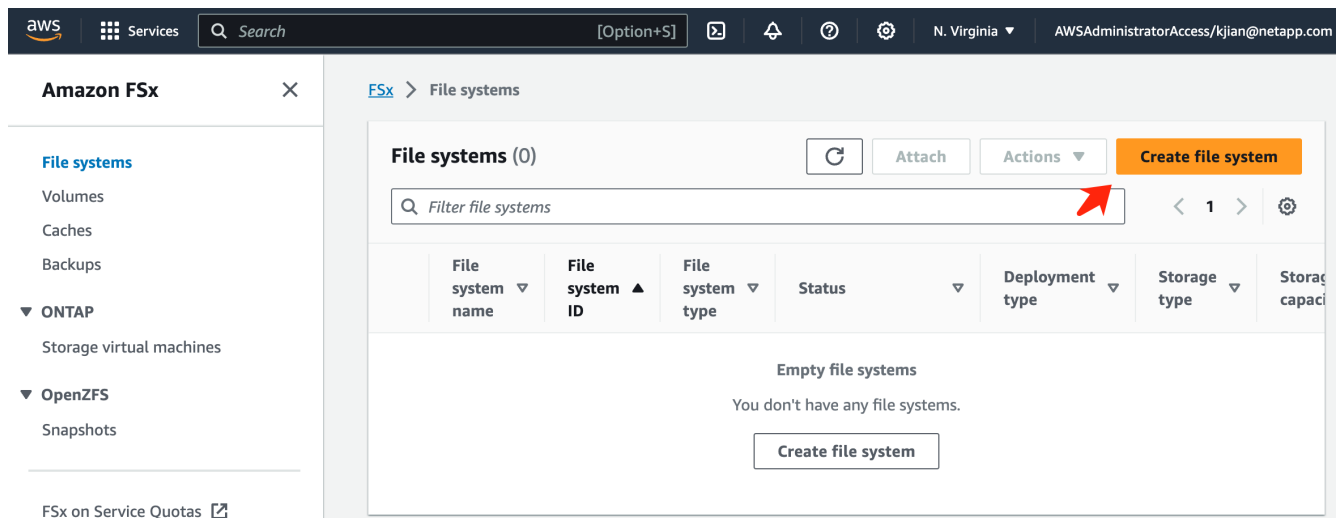 aws
Services
Search
[Option+S]
N. Virginia
AWSAdministratorAccess/kjian@netapp.com
Amazon FSx
File systems
Volumes
Caches
Backups
ONTAP
Storage virtual machines
OpenZFS
Snapshots
FSx on Service Quotas
FSx
File systems
File systems (0)
Attach
Actions
Create file system
Filter file systems
1
File
system
name
File
system
ID
File
system
type
Status
Deployment
type
Storage
type
Storag
capaci
Empty file systems
You don't have any file systems.
Create file system